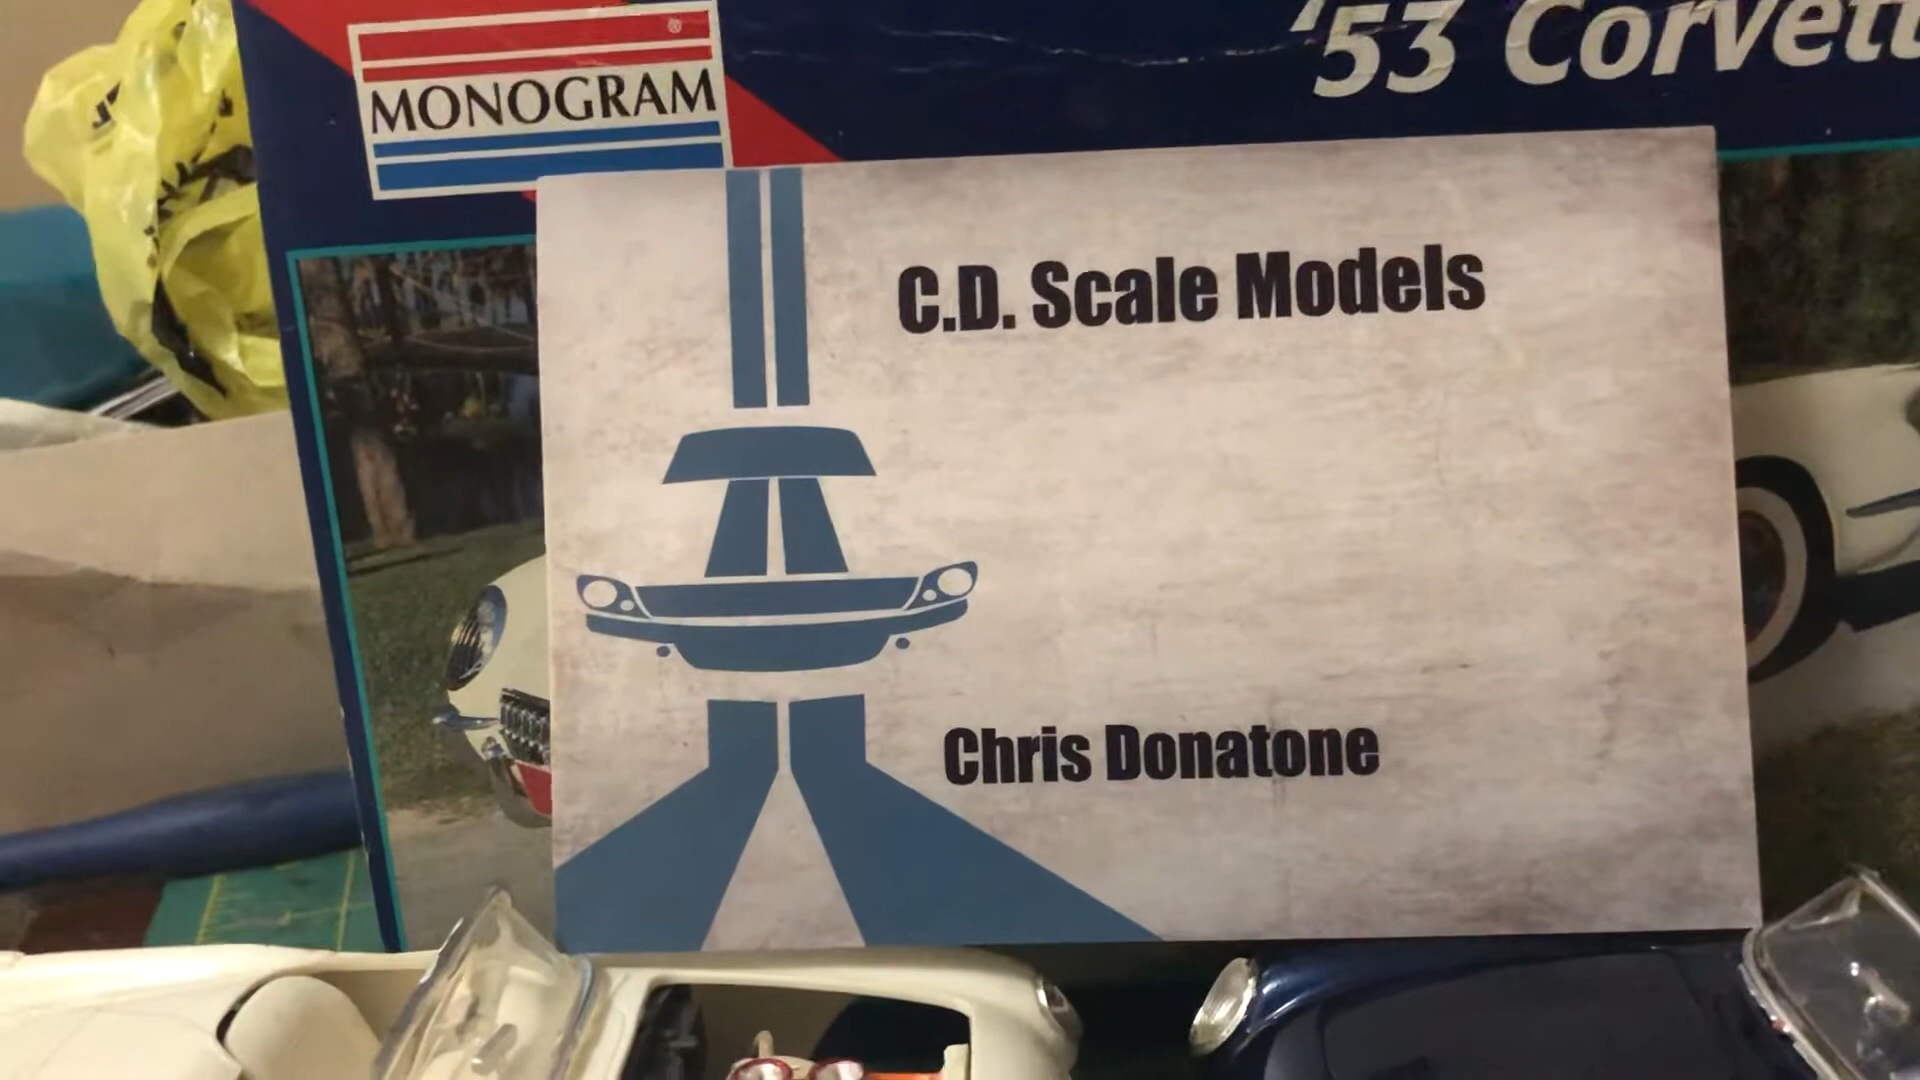 MONOGRAM
®
'53 Corvett
C.D. Scale Models
Chris Donatone